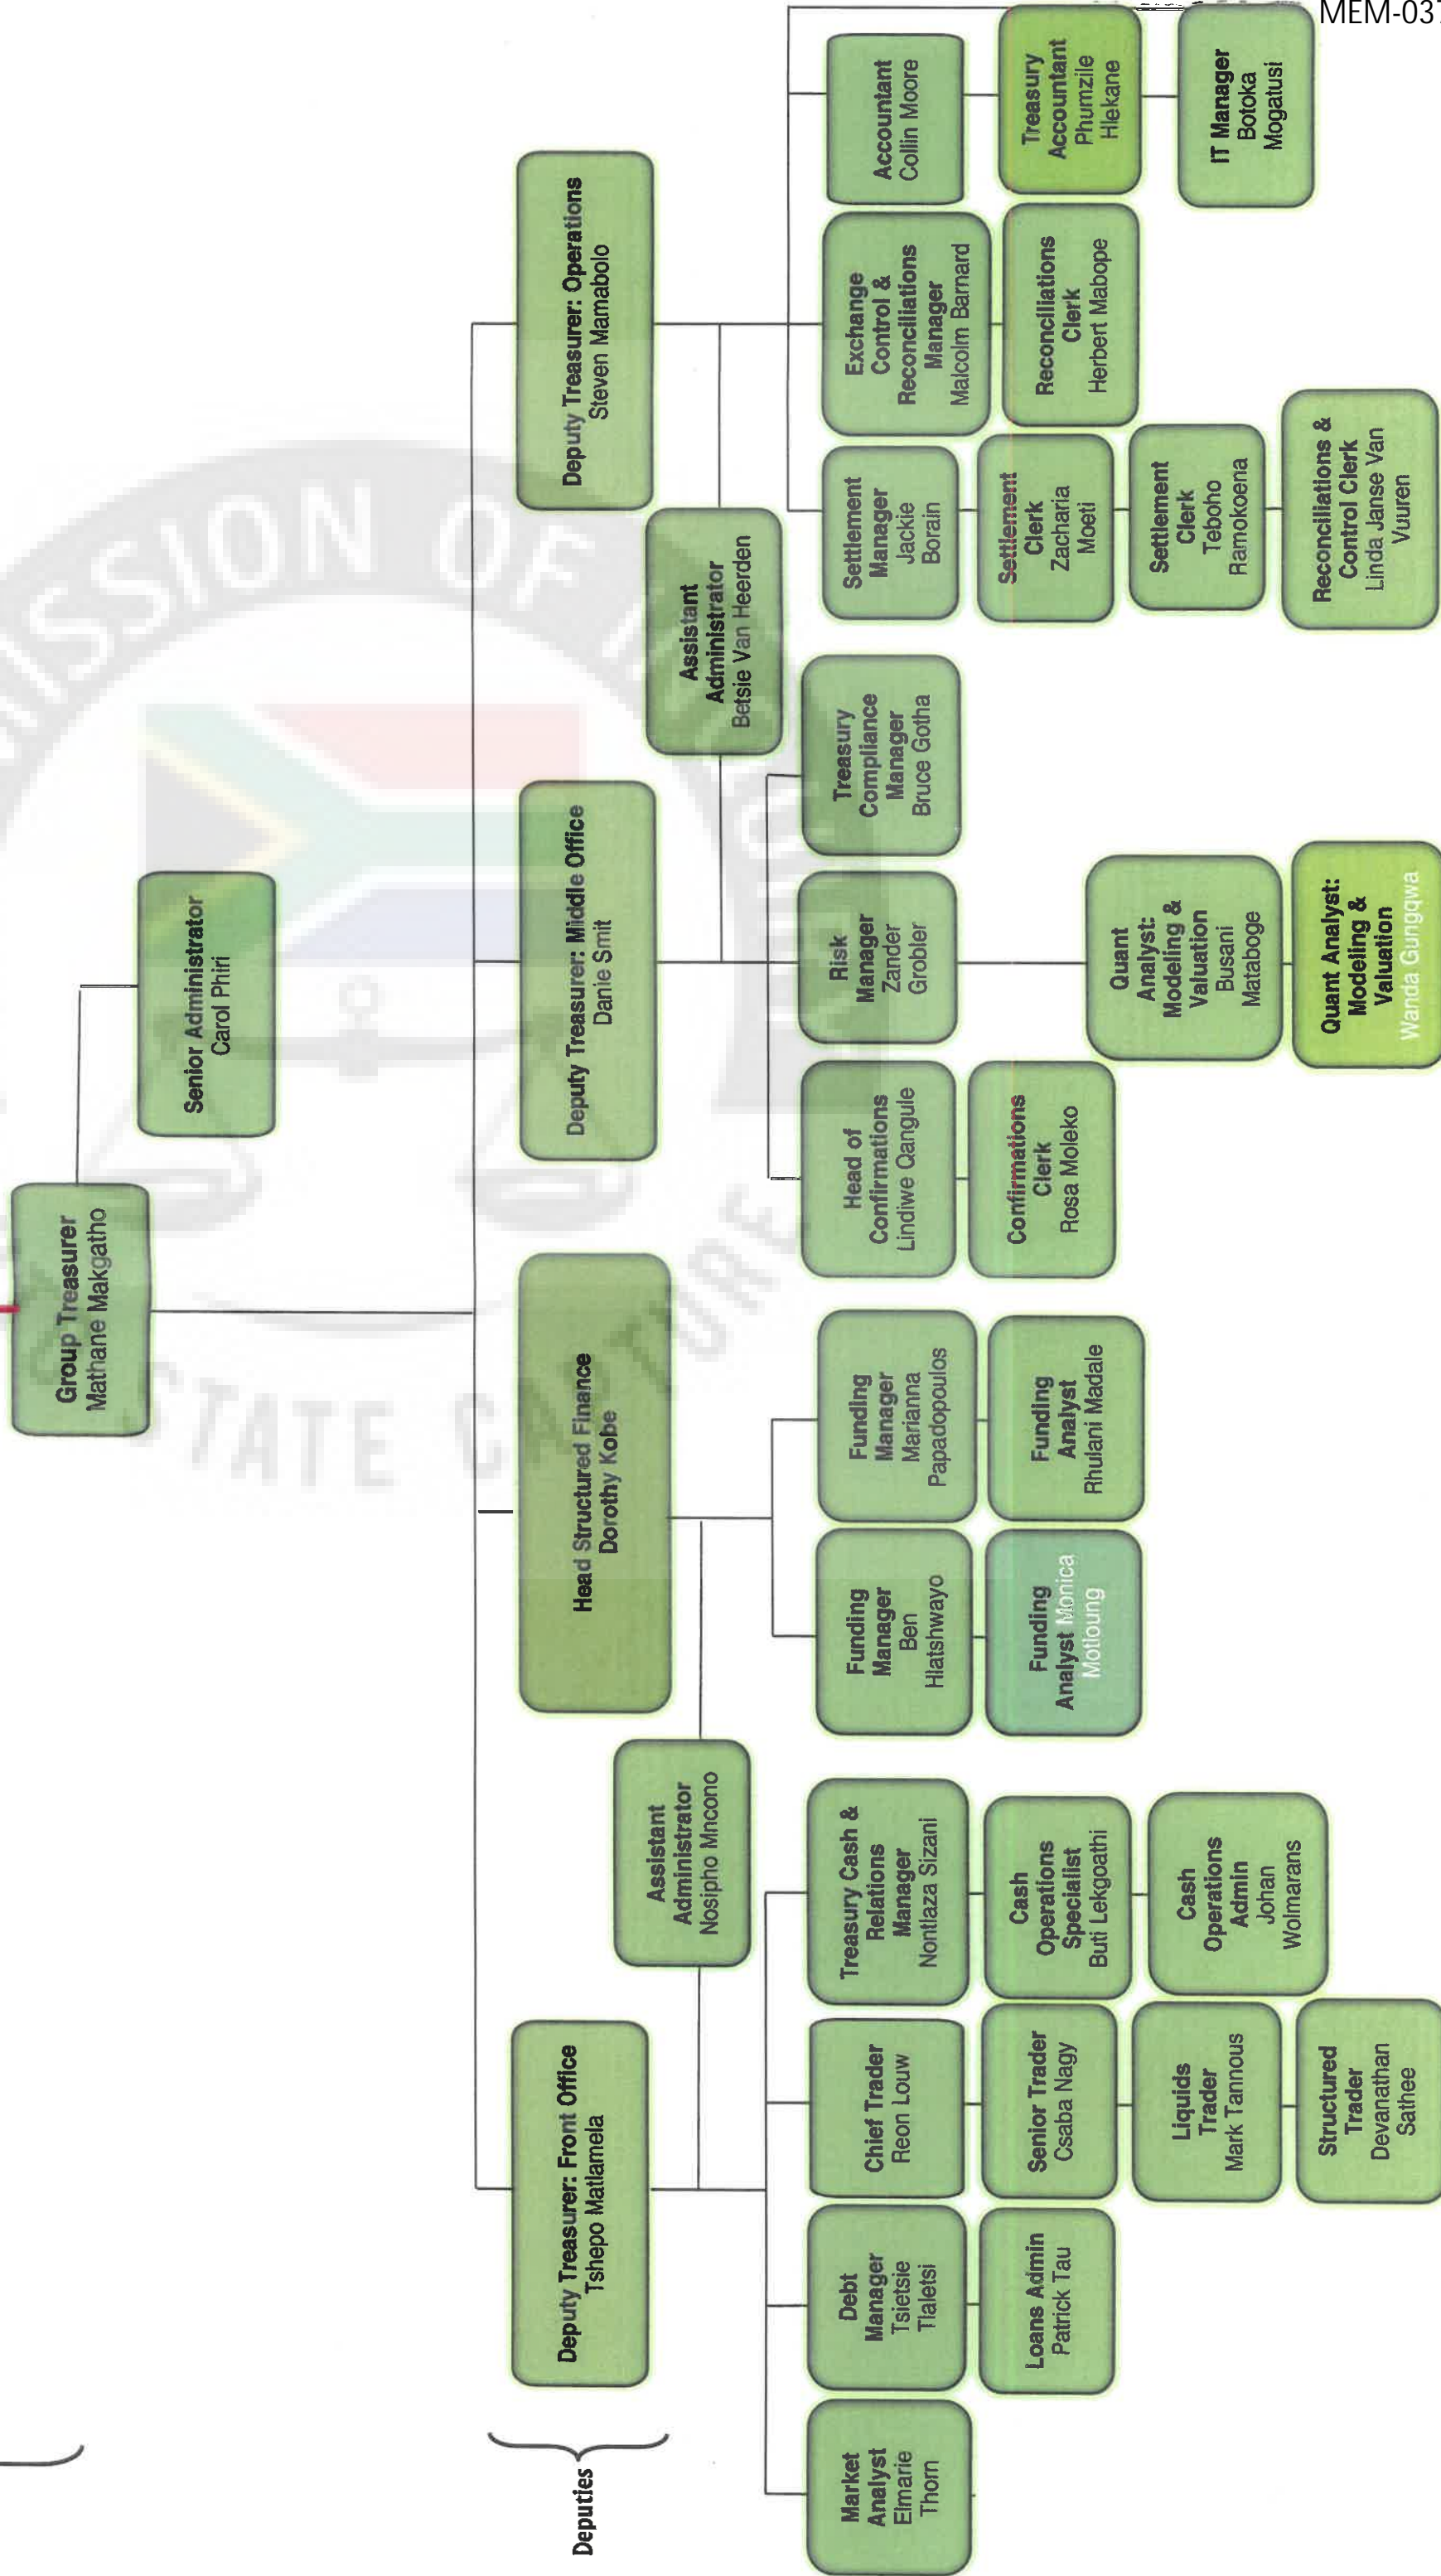 MEM-037
Group Treasurer
Mathane Makgatho
Senior Administrator
Carol Phiri
Deputies
Deputy Treasurer: Front Office
Tshepo Matlamela
Head Structured Finance
Dorothy Kobe
Deputy Treasurer: Middle Office
Danie Smit
Deputy Treasurer: Operations
Steven Mamabolo
Assistant
Administrator
Nosipho Mncono
Assistant
Administrator
Betsie Van Heerden
Market
Analyst
Elmarie
Thorn
Debt
Manager
Tsietsie
Tlaletsi
Loans Admin
Patrick Tau
Chief Trader
Reon Louw
Senior Trader
Csaba Nagy
Liquids
Trader
Mark Tannous
Structured
Trader
Devanathan
Sathee
Treasury Cash &
Relations
Manager
Nontlaza Sizani
Cash
Operations
Specialist
Buti Lekgoathi
Cash
Operations
Admin
Johan
Wolmarans
Funding
Manager
Ben
Hlatshwayo
Funding
Analyst Monica
Motloung
Funding
Manager
Marianna
Papadopoulos
Funding
Analyst
Rhulani Madale
Head of
Confirmations
Lindiwe Qangule
Confirmations
Clerk
Rosa Moleko
Risk
Manager
Zander
Grobler
Quant
Analyst:
Modeling &
Valuation
Busani
Mataboge
Quant Analyst:
Modeling &
Valuation
Wanda Gungqwa
Treasury
Compliance
Manager
Bruce Gotha
Settlement
Manager
Jackie
Borain
Settlement
Clerk
Zacharia
Moeti
Settlement
Clerk
Teboho
Ramokoena
Reconciliations &
Control Clerk
Linda Janse Van
Vuuren
Exchange
Control &
Reconciliations
Manager
Malcolm Barnard
Reconciliations
Clerk
Herbert Mabope
Accountant
Collin Moore
Treasury
Accountant
Phumzile
Hlekane
IT Manager
Botoka
Mogatusi
STATE CAPTURE